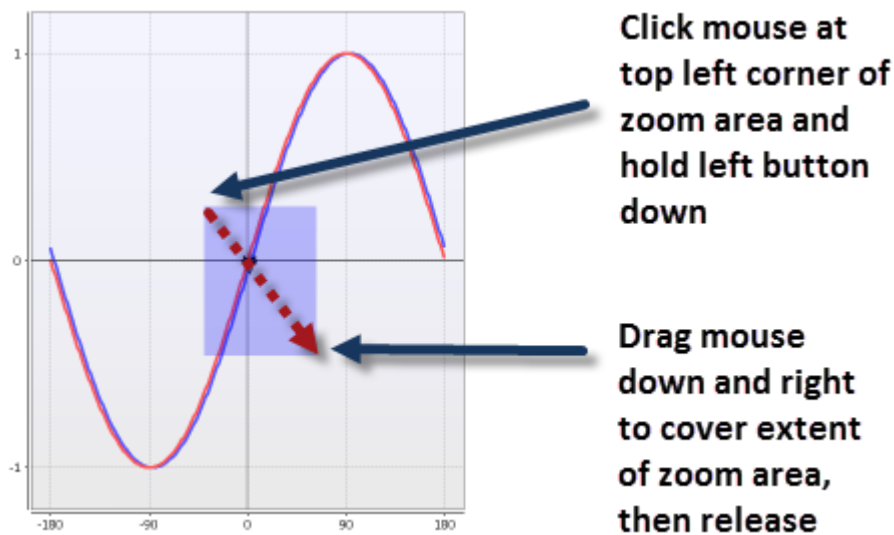 Click mouse at
top left corner of
zoom area and
hold left button
down
1
0
Drag mouse
down and right
to cover extent
of zoom area,
then release
-1
-180 -90 0 90 180